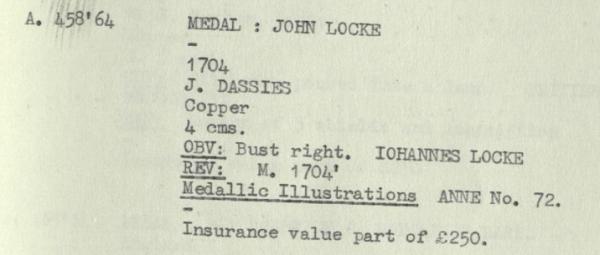 A. 458'64 MEDAL : JOHN LOCKE
-
1704
J. DASSIES
Copper
4 cms.
OBV: Bust right. IOHANNES LOCKE
REV: M. 1704'
Medallic Illustrations ANNE No. 72.
-
Insurance value part of £250.